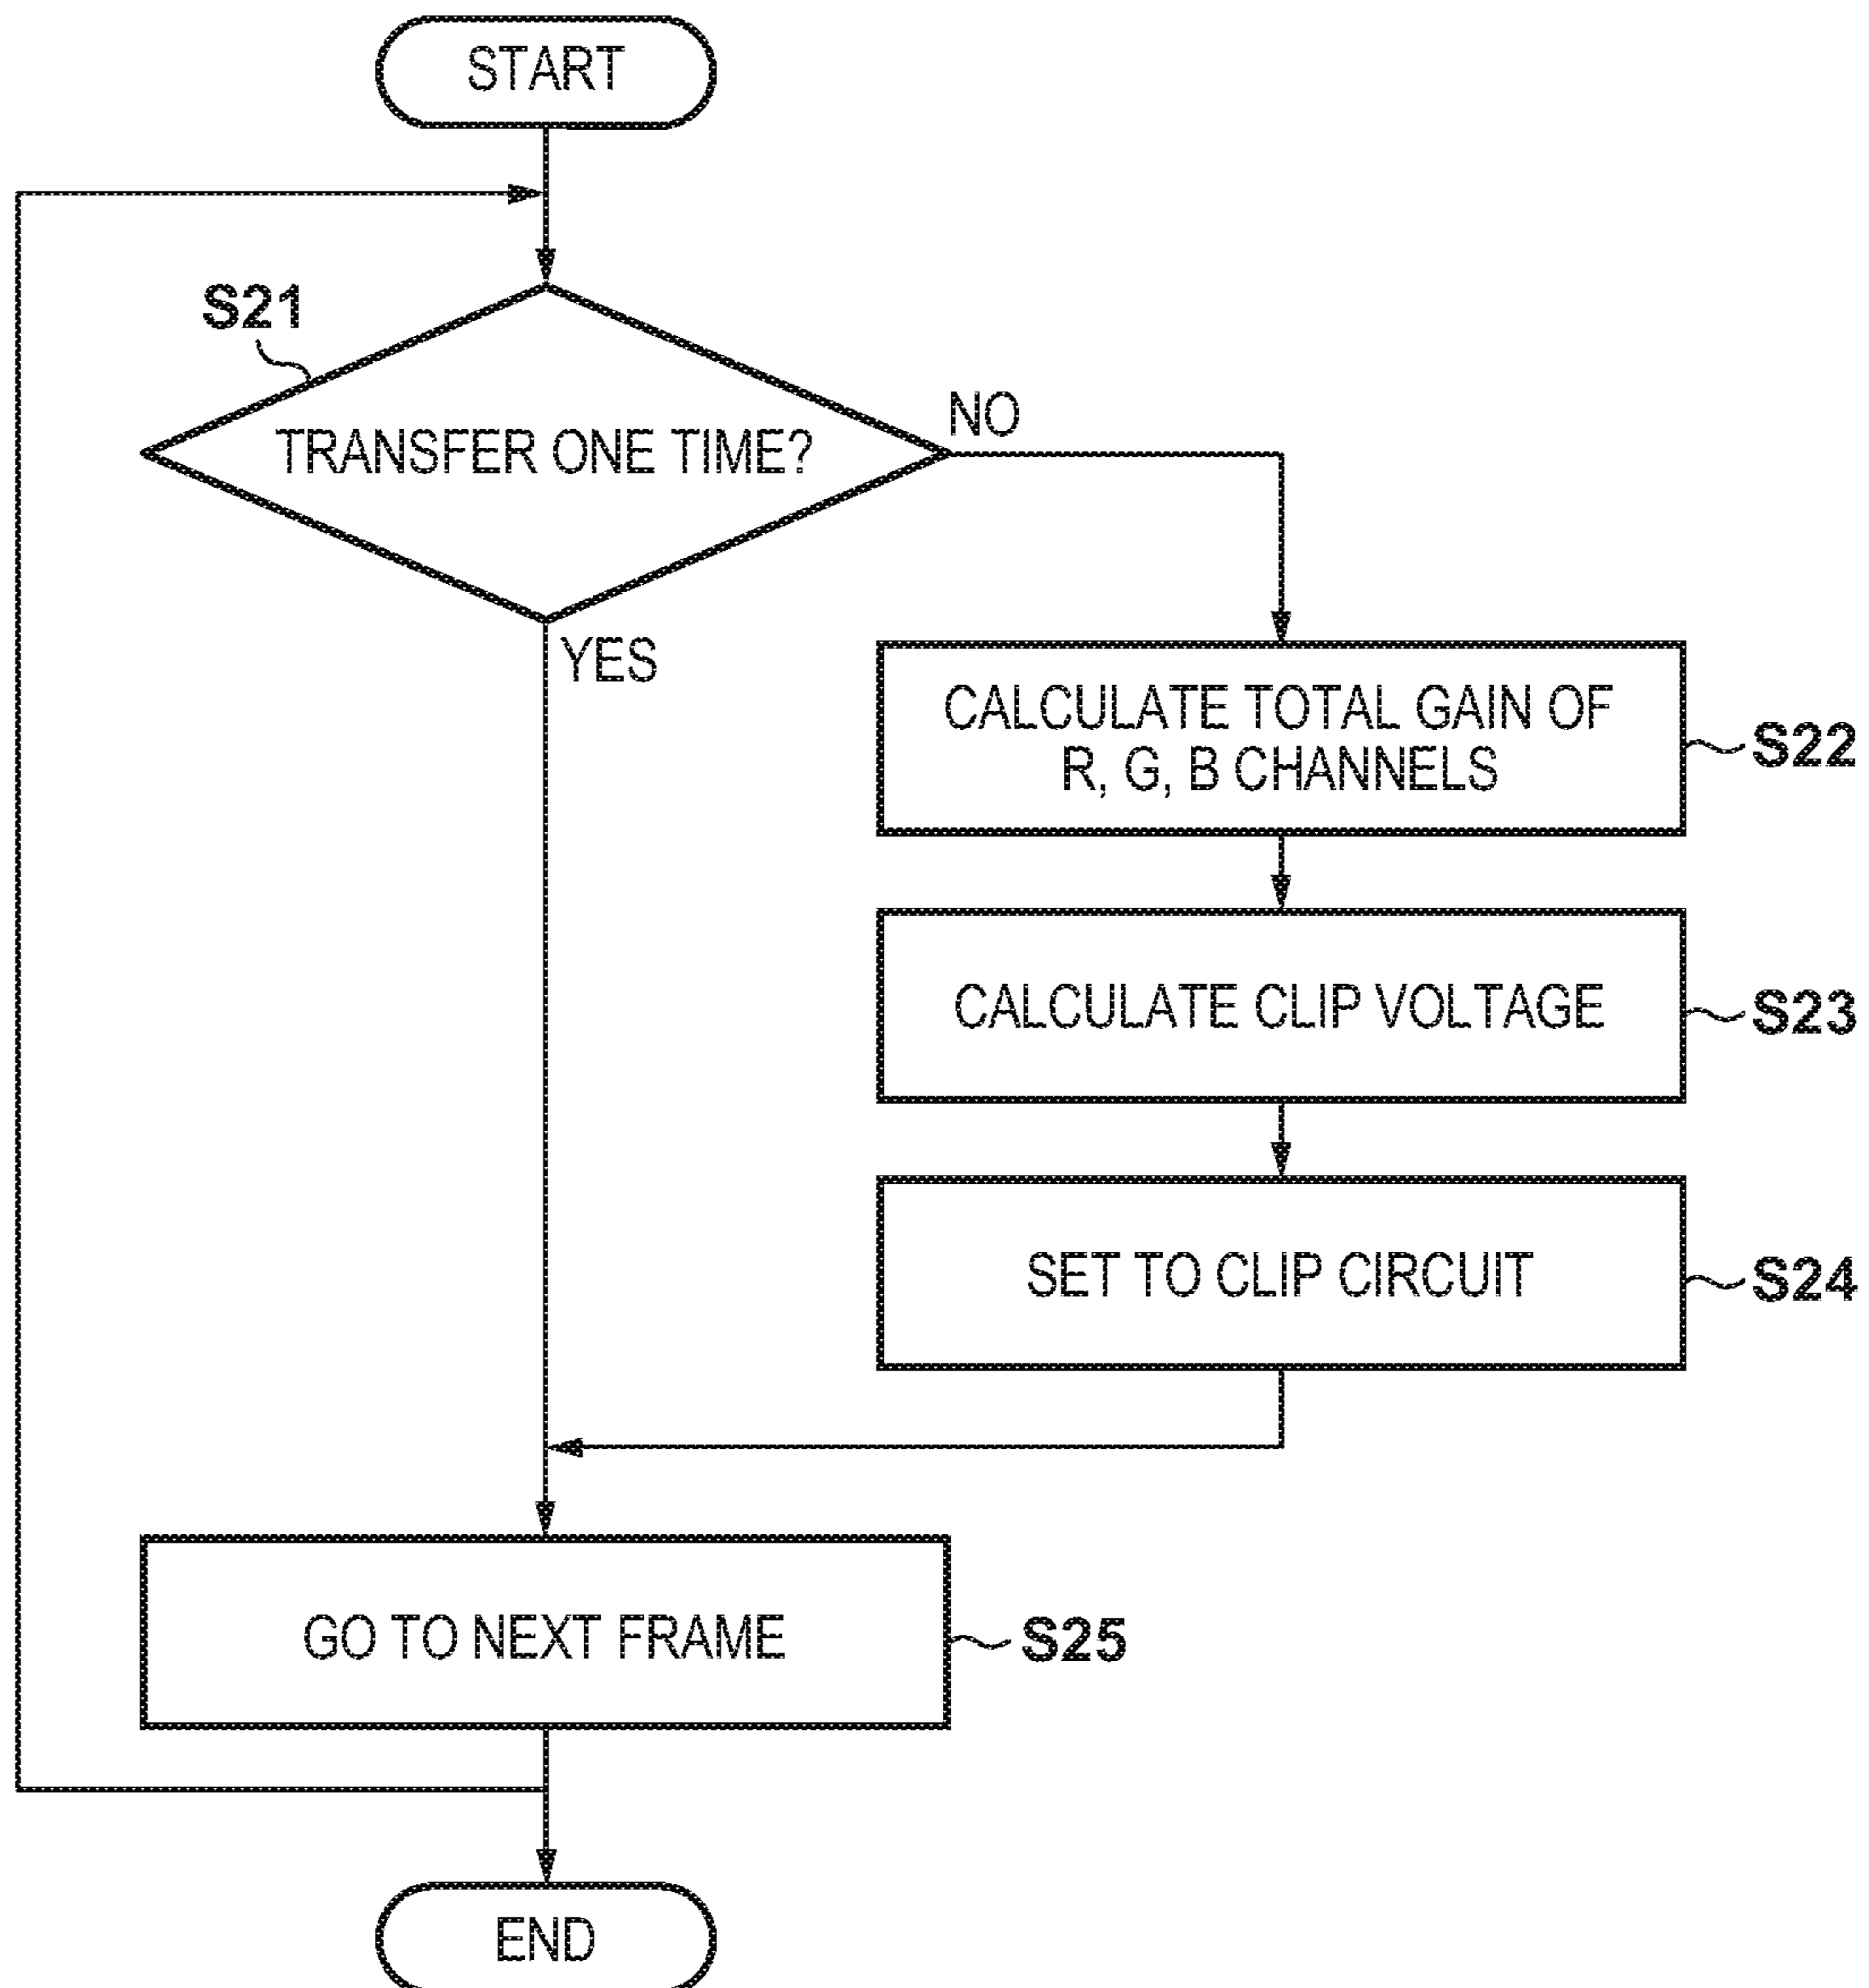 START
S21
TRANSFER ONE TIME?
NO
YES
CALCULATE TOTAL GAIN OF
R, G, B CHANNELS
S22
CALCULATE CLIP VOLTAGE
S23
SET TO CLIP CIRCUIT
S24
GO TO NEXT FRAME
S25
END